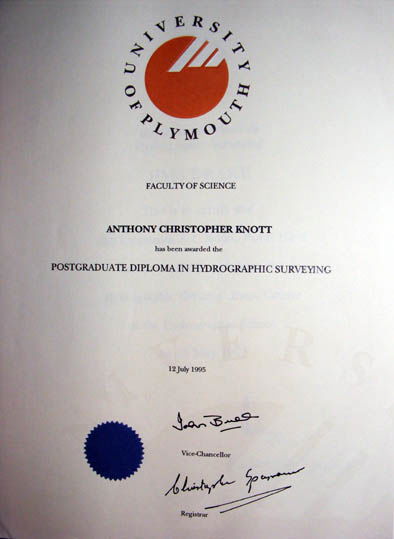 UNIVERSITY
OF PLYMOUTH
FACULTY OF SCIENCE
ANTHONY CHRISTOPHER KNOTT
has been awarded the
POSTGRADUATE DIPLOMA IN HYDROGRAPHIC SURVEYING
12 July 1995
Vice-Chancellor
Registrar